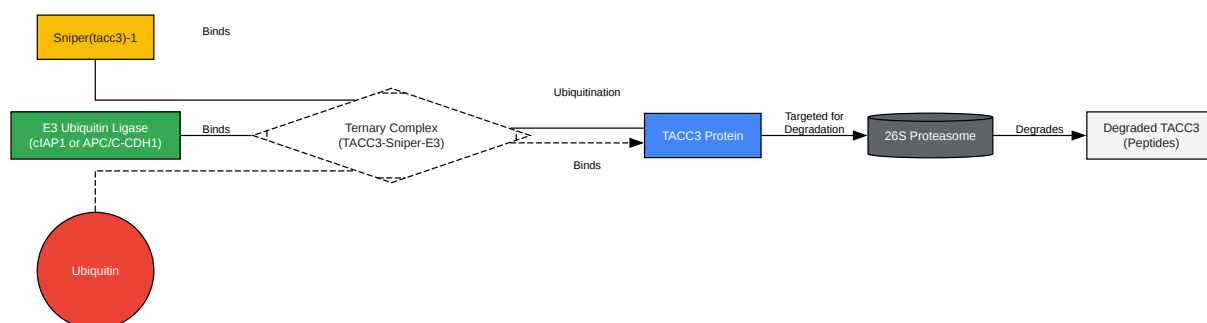 Sniper(tacc3)-1
Binds
E3 Ubiquitin Ligase
(cIAP1 or APC/C-CDH1)
Binds
Ternary Complex
(TACC3-Sniper-E3)
Ubiquitination
Binds
TACC3 Protein
Targeted for
Degradation
26S Proteasome
Degrades
Degraded TACC3
(Peptides)
Ubiquitin